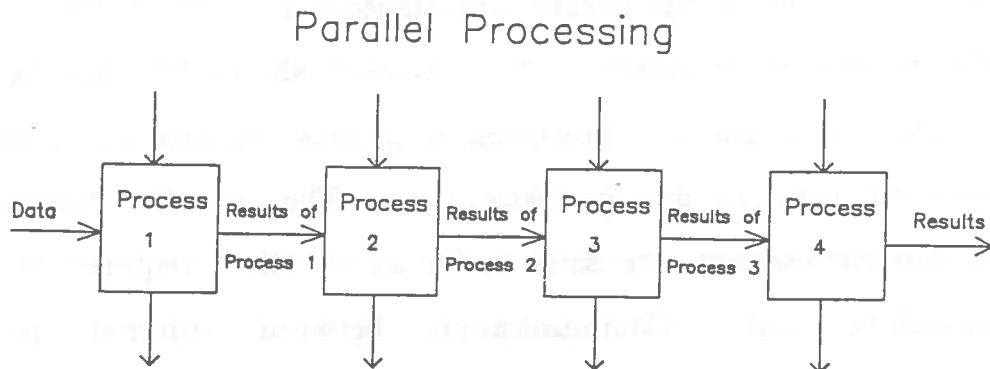 Parallel Processing
Data
Process
1
Results of
Process 1
Process
2
Results of
Process 2
Process
3
Results of
Process 3
Process
4
Results